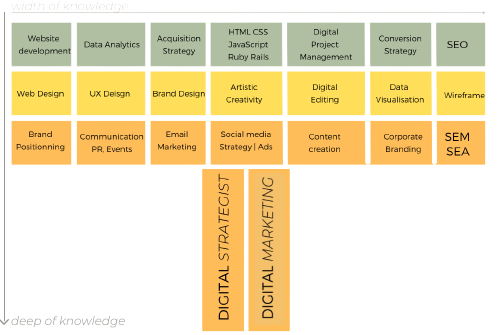 width of knowledge
Website development
Data Analytics
Acquisition Strategy
HTML CSS JavaScript Ruby Rails
Digital Project Management
Conversion Strategy
SEO
Web Design
UX Deisgn
Brand Design
Artistic Creativity
Digital Editing
Data Visualisation
Wireframe
Brand Positionning
Communication PR, Events
Email Marketing
Social media Strategy | Ads
Content creation
Corporate Branding
SEM SEA
DIGITAL STRATEGIST
DIGITAL MARKETING
deep of knowledge